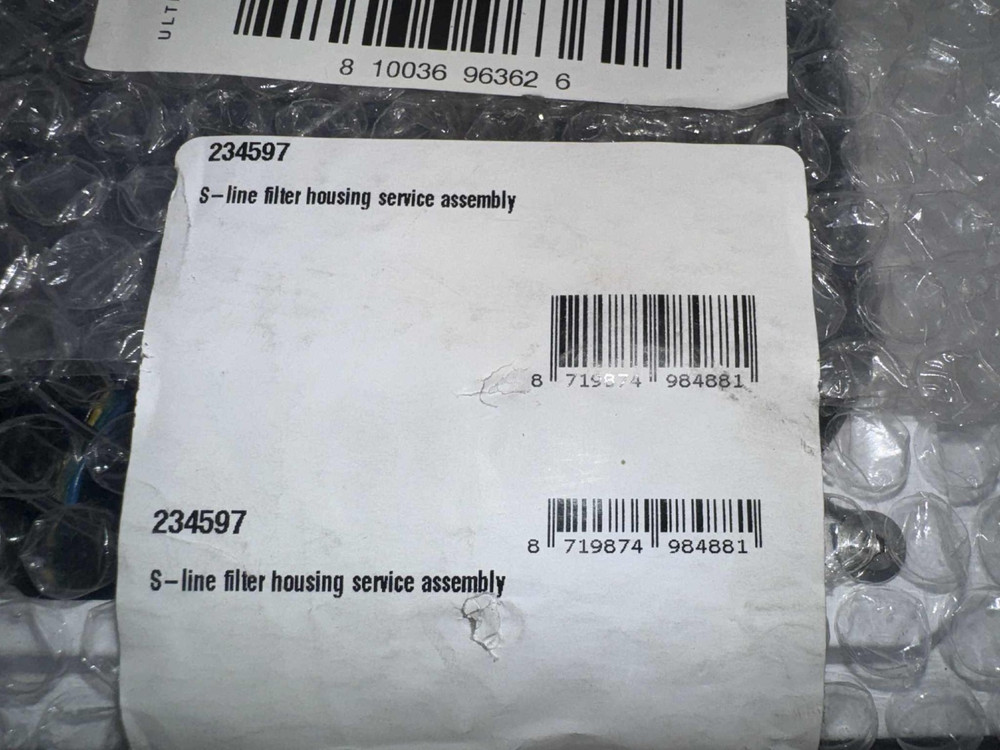 ULT
8 10036 96362 6
234597
S-line filter housing service assembly
8 719874 984881
234597
8 719874 984881
S-line filter housing service assembly